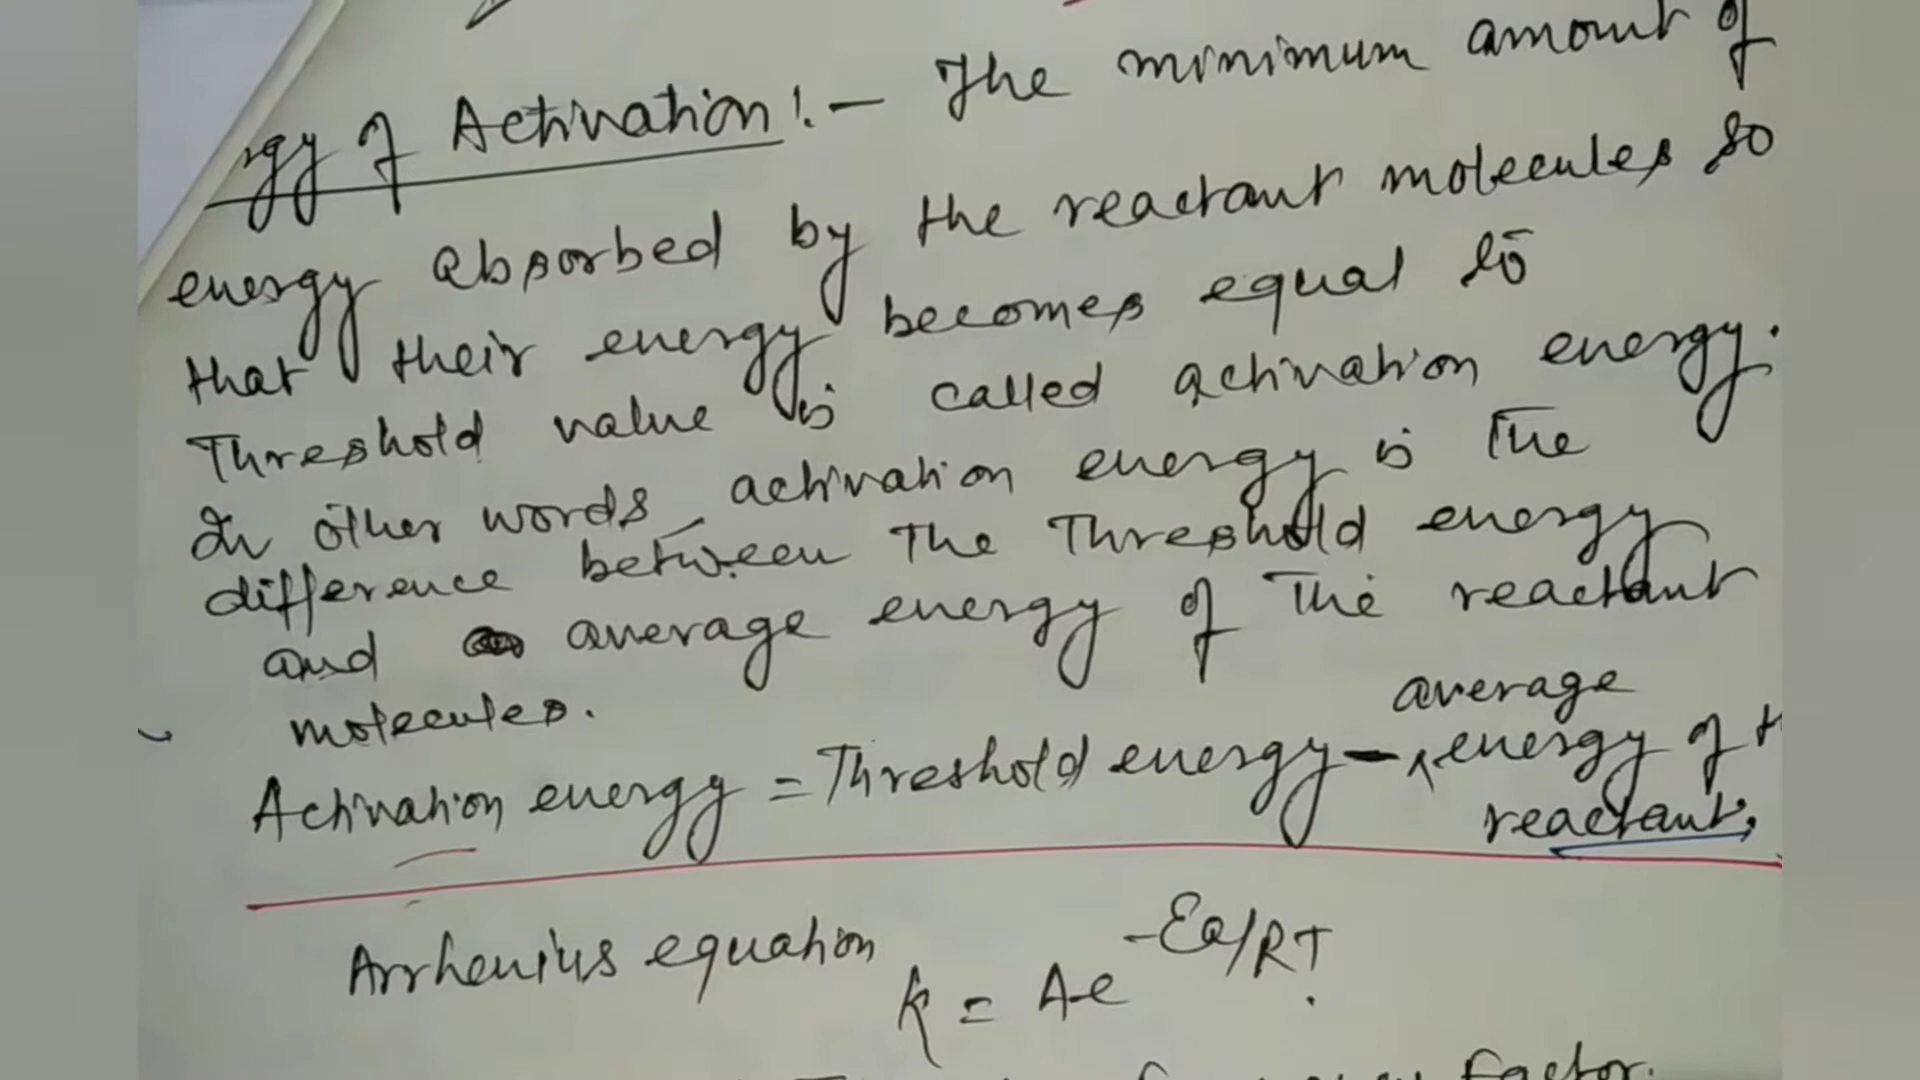 rgy of Activation:- The minimum amount of
energy absorbed by the reactant molecules so
that their energy becomes equal to
Threshold value is called activation energy.
In other words, activation energy is the
difference between the Threshold energy
and average energy of the reactant
molecules.
Activation energy = Threshold energy - average energy of t
reactant.
Arrhenius equation
k = Ae^-Ea/RT.
factor.